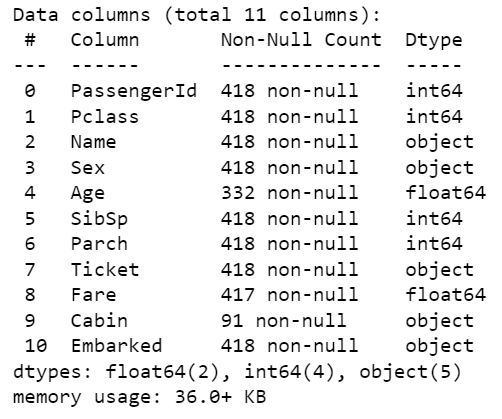 Data columns (total 11 columns):
 #   Column       Non-Null Count  Dtype
---  ------       --------------  -----
 0   PassengerId  418 non-null    int64
 1   Pclass       418 non-null    int64
 2   Name         418 non-null    object
 3   Sex          418 non-null    object
 4   Age          332 non-null    float64
 5   SibSp        418 non-null    int64
 6   Parch        418 non-null    int64
 7   Ticket       418 non-null    object
 8   Fare         417 non-null    float64
 9   Cabin        91 non-null     object
 10  Embarked     418 non-null    object
dtypes: float64(2), int64(4), object(5)
memory usage: 36.0+ KB